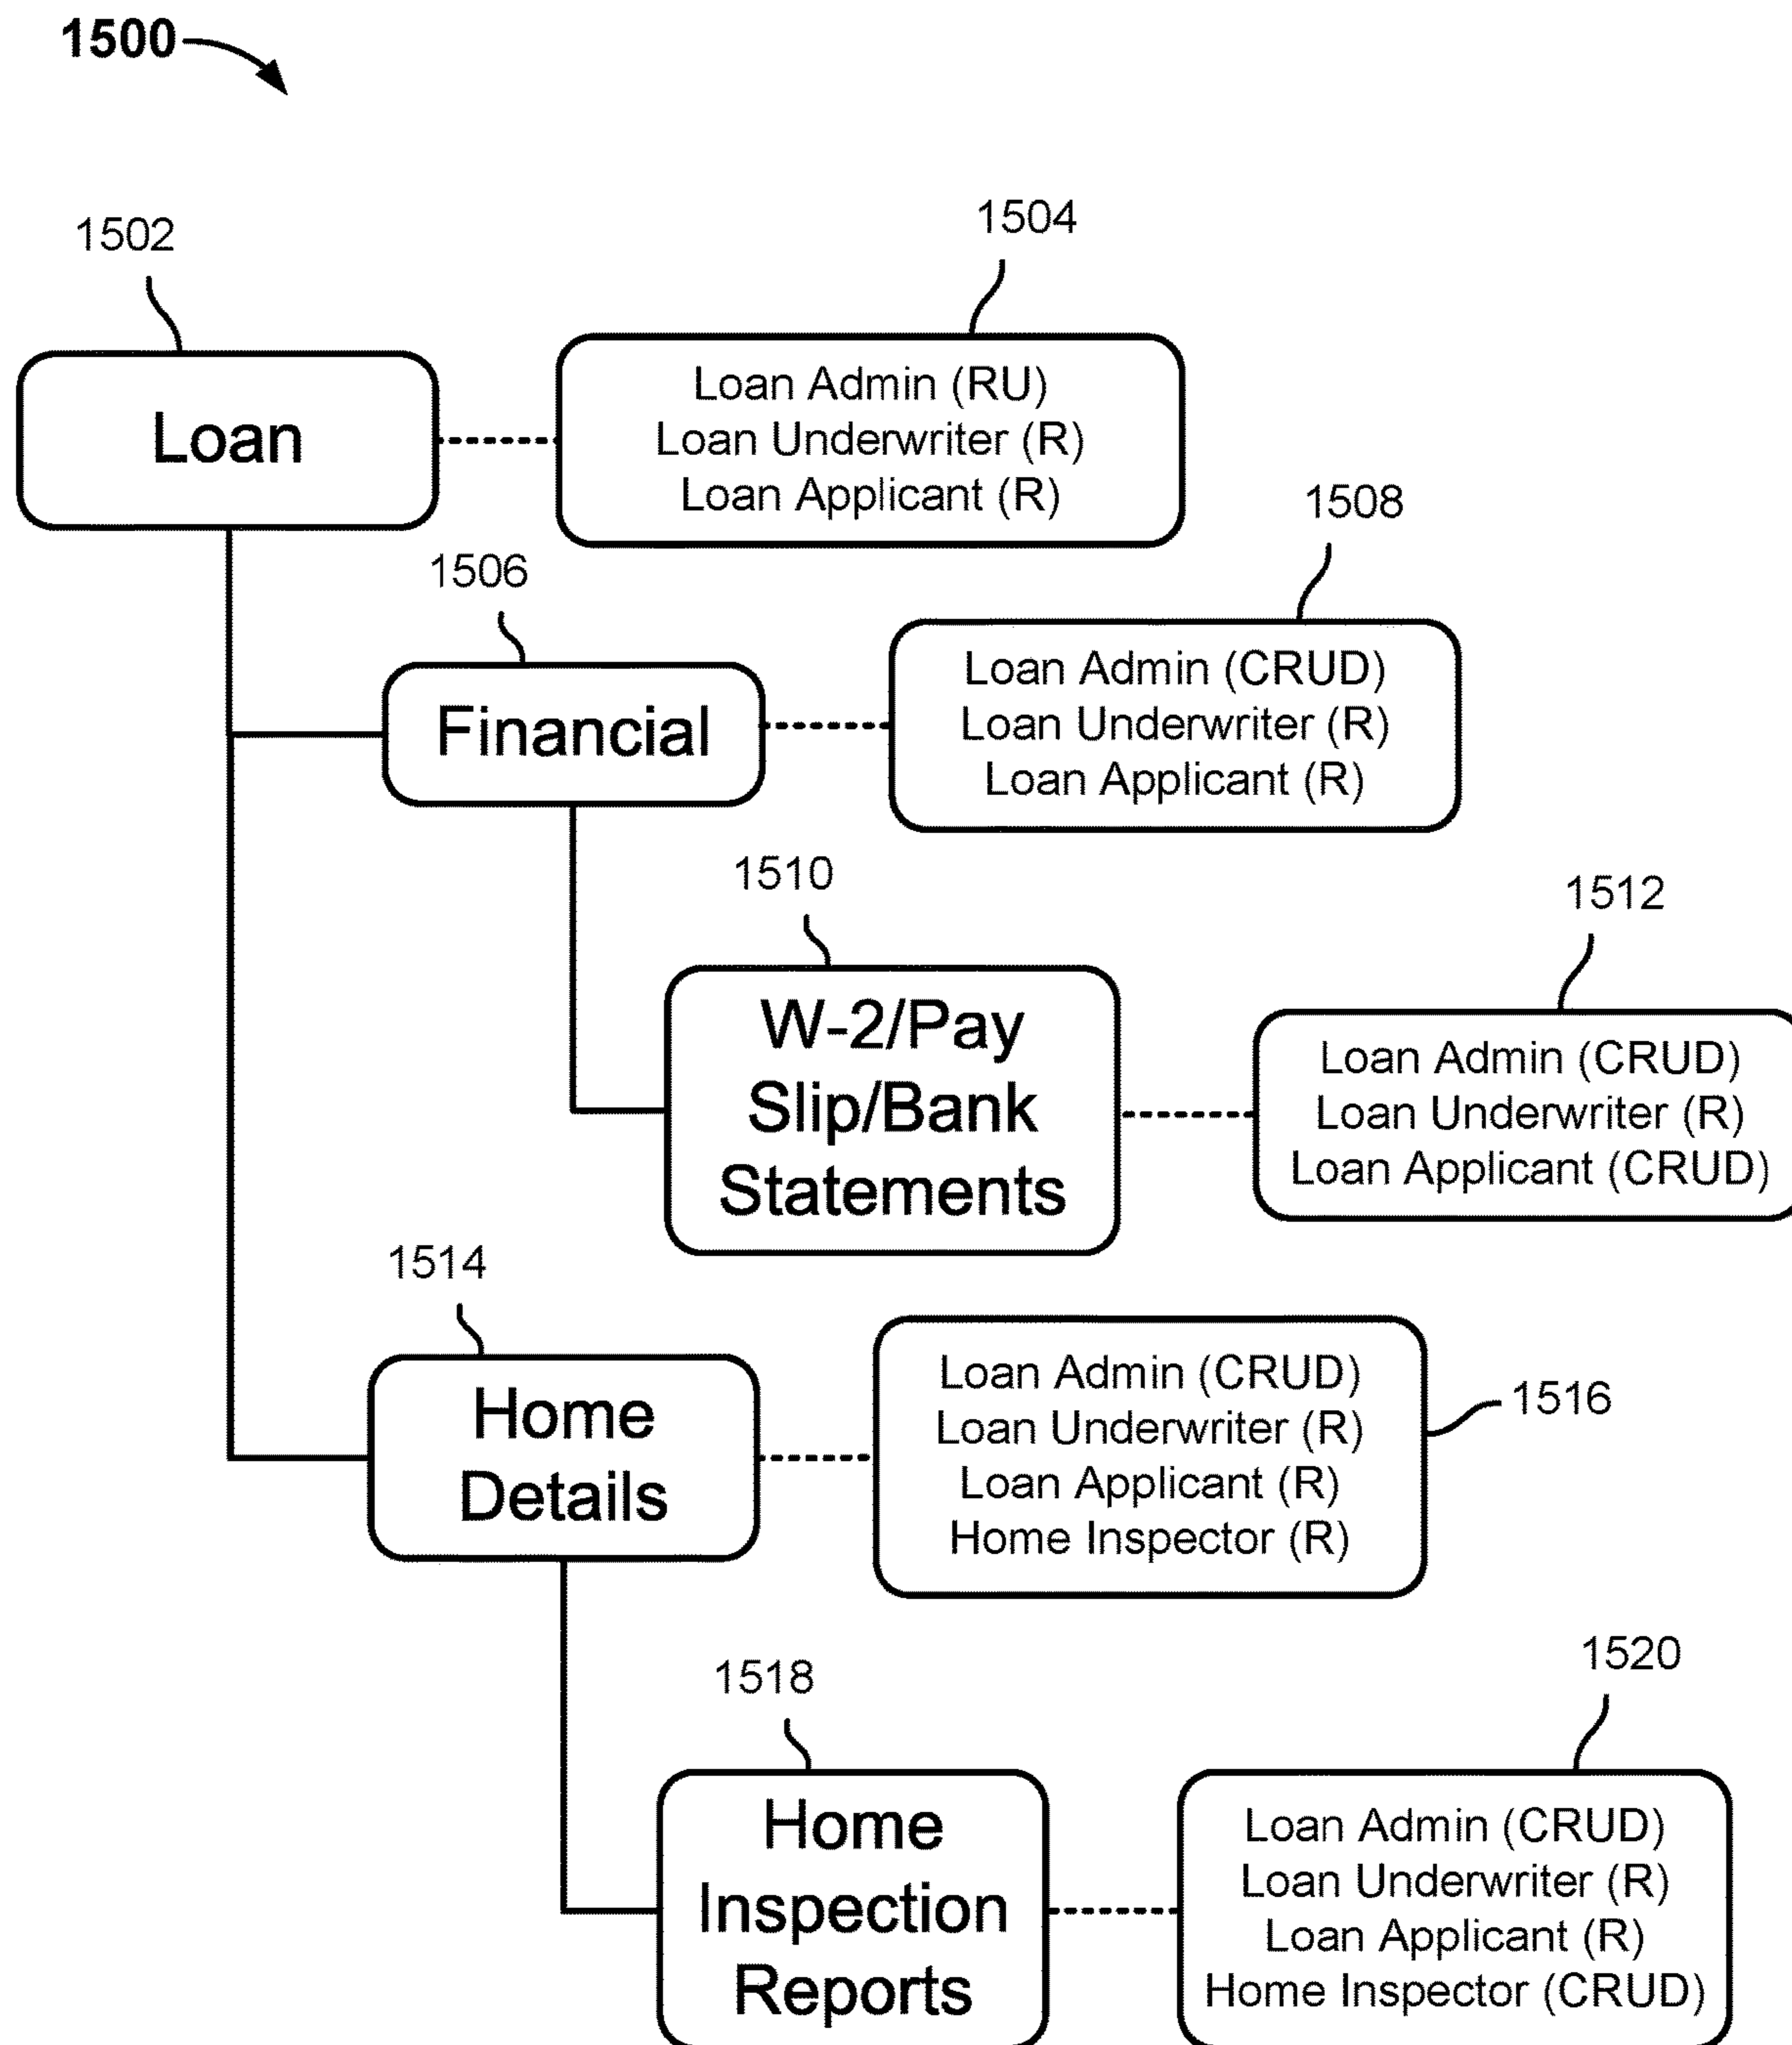 1500
1502
1504
Loan
Loan Admin (RU)
Loan Underwriter (R)
Loan Applicant (R)
1506
1508
Financial
Loan Admin (CRUD)
Loan Underwriter (R)
Loan Applicant (R)
1510
1512
W-2/Pay
Slip/Bank
Statements
Loan Admin (CRUD)
Loan Underwriter (R)
Loan Applicant (CRUD)
1514
1516
Home
Details
Loan Admin (CRUD)
Loan Underwriter (R)
Loan Applicant (R)
Home Inspector (R)
1518
1520
Home
Inspection
Reports
Loan Admin (CRUD)
Loan Underwriter (R)
Loan Applicant (R)
Home Inspector (CRUD)